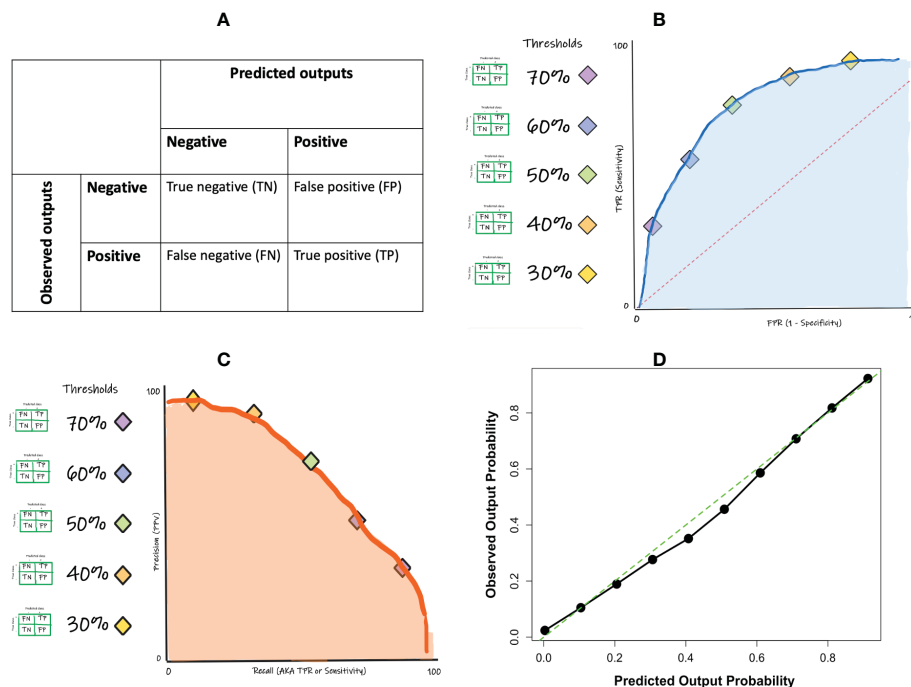 A
Predicted outputs
Negative Positive
Observed outputs
Negative True negative (TN) False positive (FP)
Positive False negative (FN) True positive (TP)
B
Thresholds
FN TP
TN FP
70%
FN TP
TN FP
60%
FN TP
TN FP
50%
FN TP
TN FP
40%
FN TP
TN FP
30%
100
TPR (Sensitivity)
0
0
FPR (1 - Specificity)
C
Thresholds
FN TP
TN FP
70%
FN TP
TN FP
60%
FN TP
TN FP
50%
FN TP
TN FP
40%
FN TP
TN FP
30%
100
Precision (PPV)
0
0 100
Recall (AKA TPR or Sensitivity)
D
Observed Output Probability
0.8
0.6
0.4
0.2
0.0
0.0 0.2 0.4 0.6 0.8
Predicted Output Probability